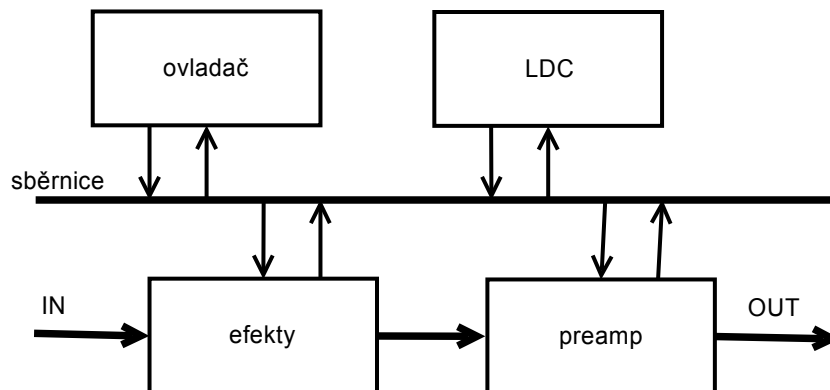 ovladač
LDC
sběrnice
IN
efekty
preamp
OUT